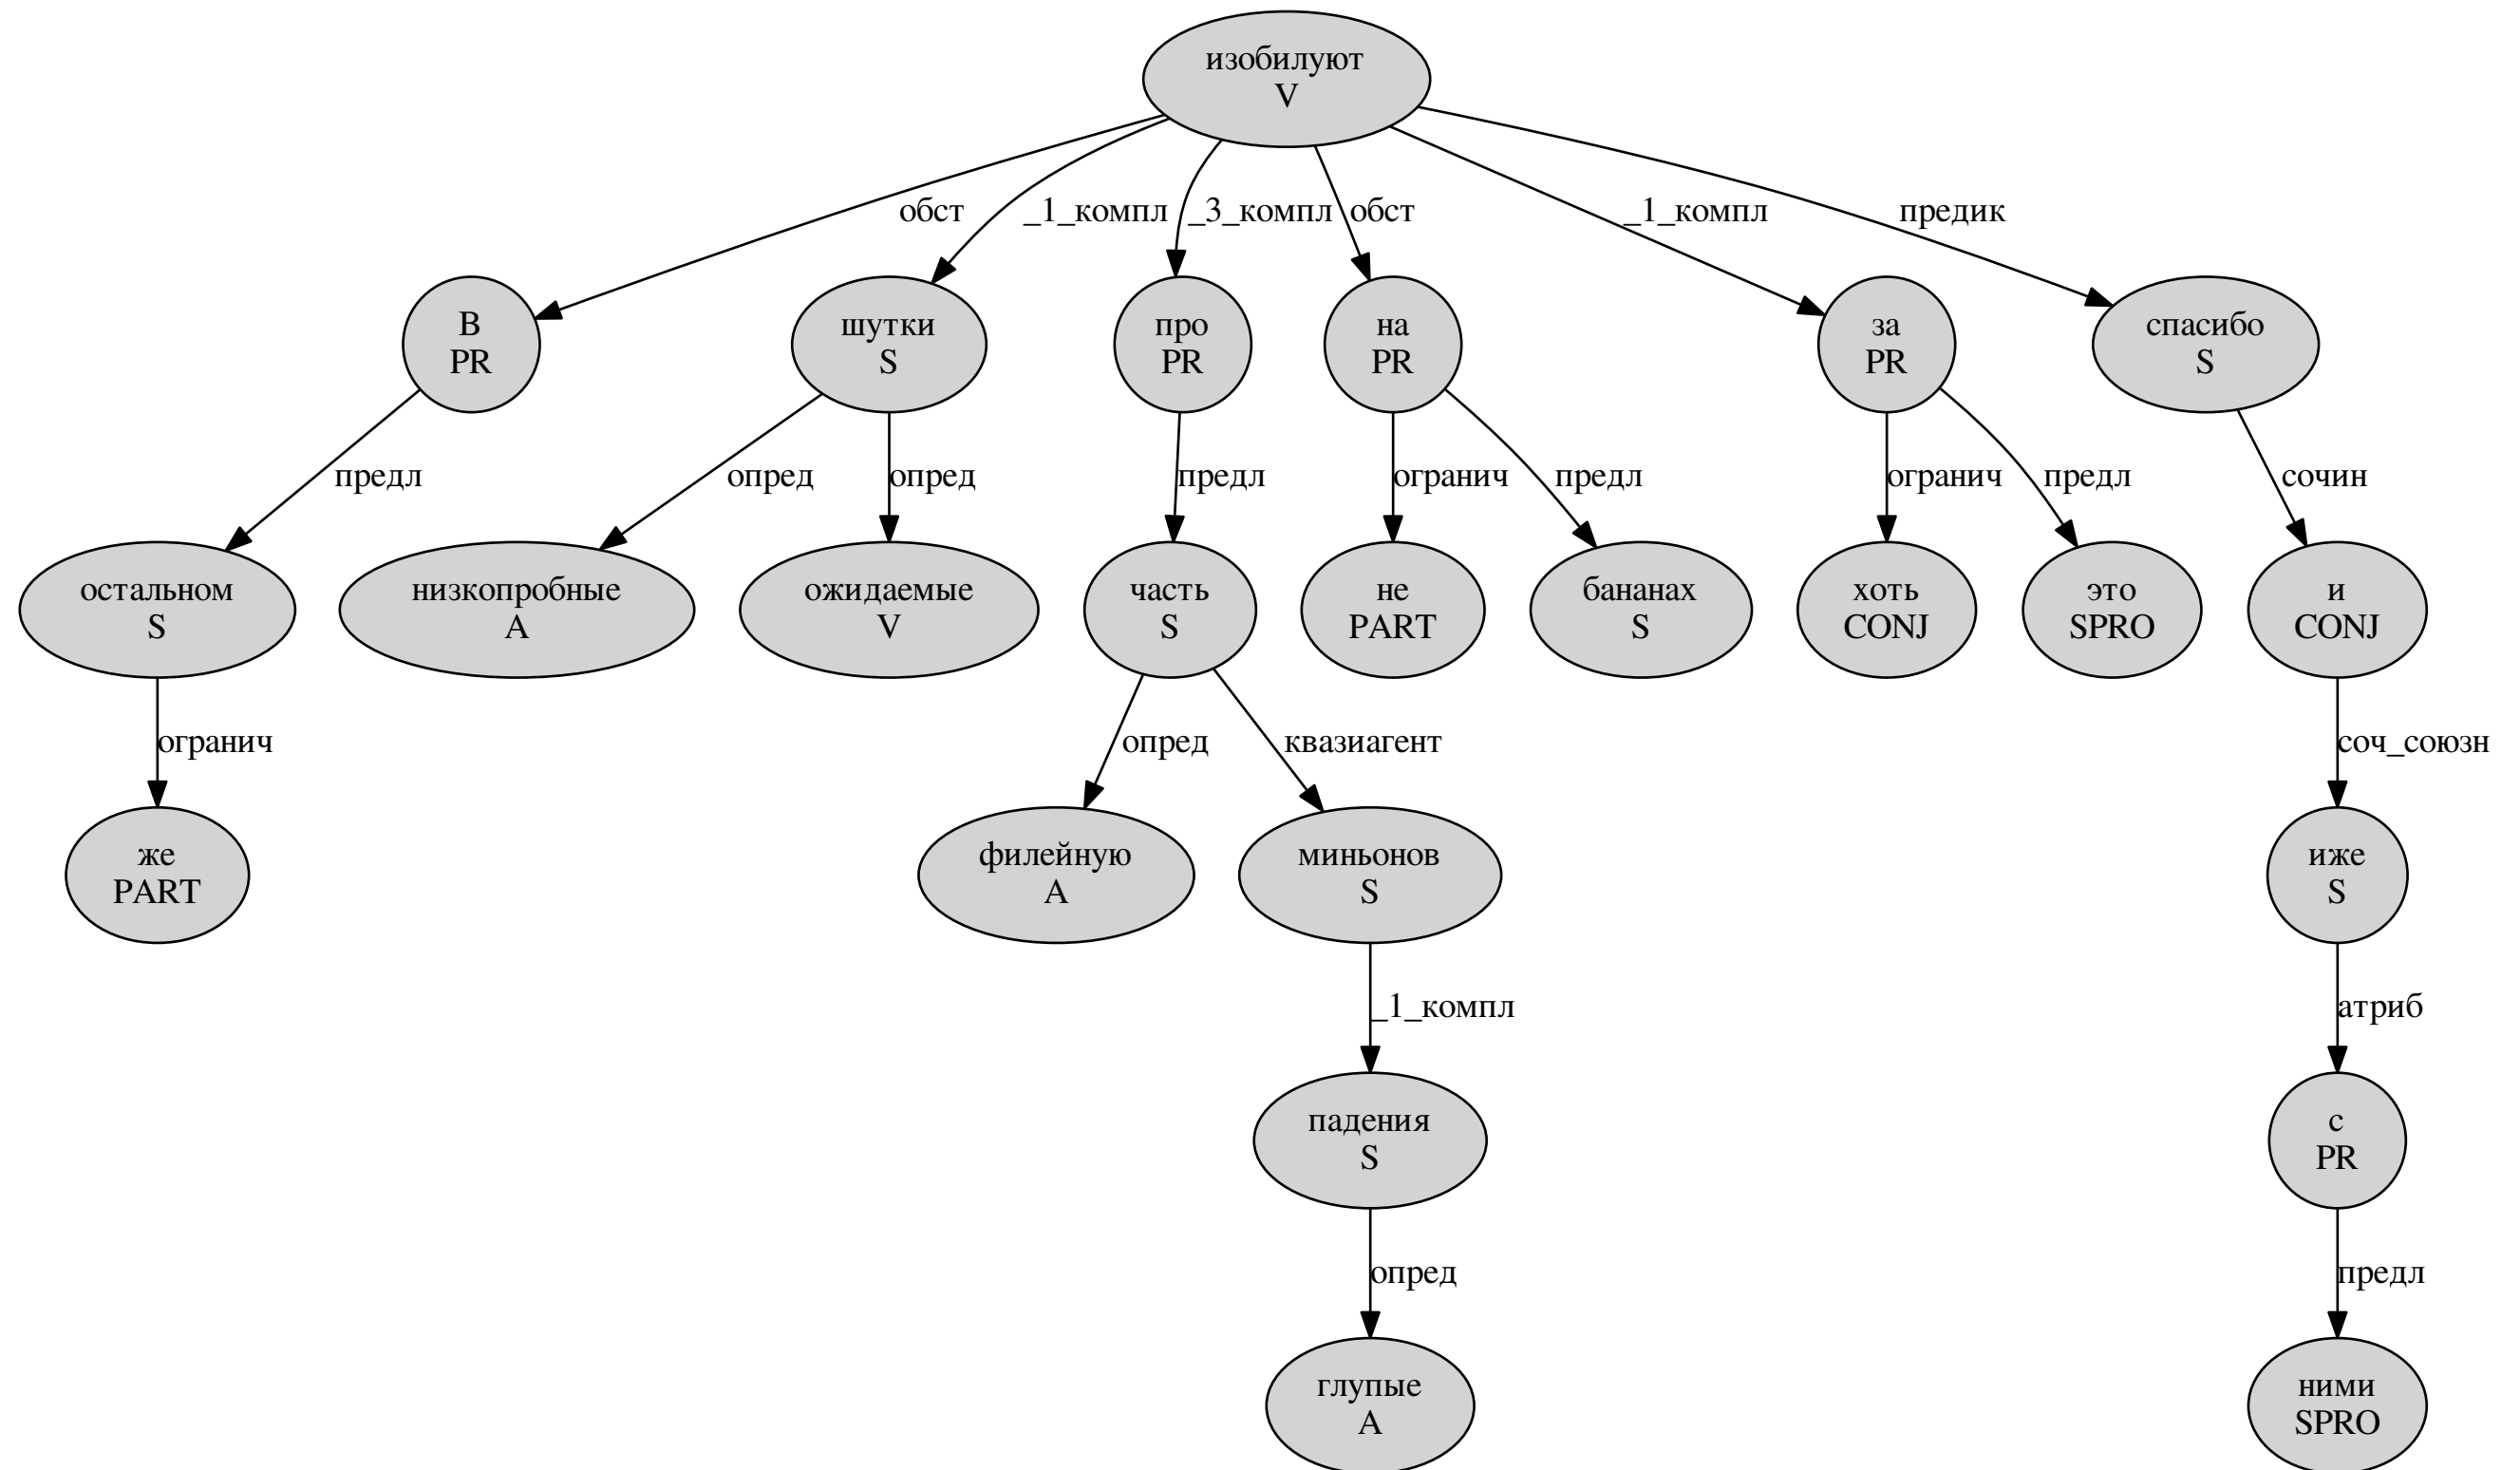 изобилуют
V
обст
_1_компл
_3_компл
обст
_1_компл
предик
В
PR
шутки
S
про
PR
на
PR
за
PR
спасибо
S
предл
опред
опред
предл
огранич
предл
огранич
предл
сочин
остальном
S
низкопробные
A
ожидаемые
V
часть
S
не
PART
бананах
S
хоть
CONJ
это
SPRO
и
CONJ
огранич
опред
квазиагент
соч_союзн
же
PART
филейную
A
миньонов
S
иже
S
_1_компл
атриб
падения
S
с
PR
опред
предл
глупые
A
ними
SPRO